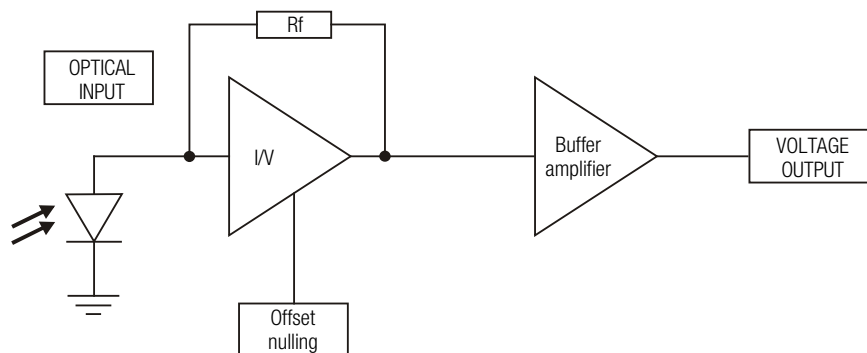 Rf
OPTICAL
INPUT
I/V
Buffer
amplifier
VOLTAGE
OUTPUT
Offset
nulling